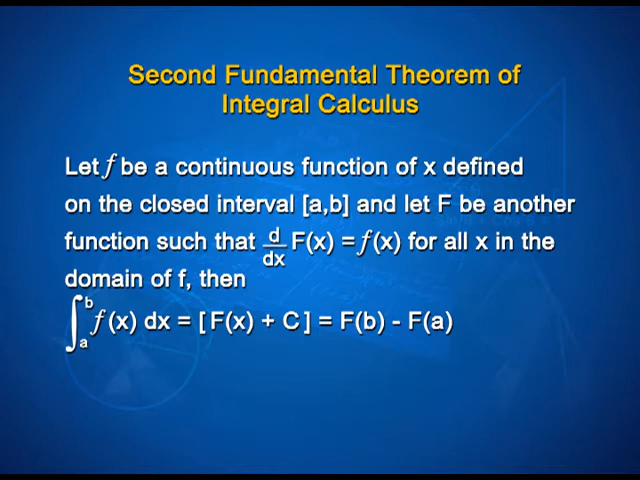 Second Fundamental Theorem of
Integral Calculus
Let f be a continuous function of x defined
on the closed interval [a,b] and let F be another
function such that d/dx F(x) = f(x) for all x in the
domain of f, then
∫_a^b f(x) dx = [ F(x) + C ] = F(b) - F(a)